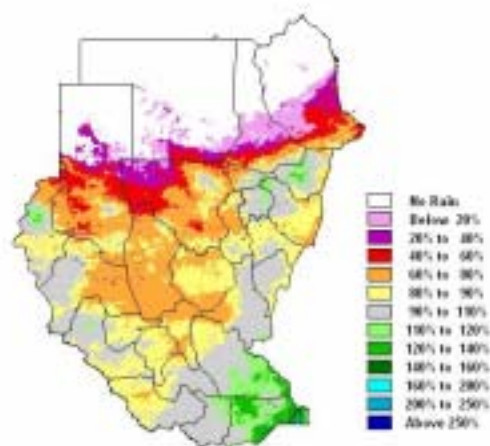 No Rain
Below 20%
20% to 40%
40% to 60%
60% to 80%
80% to 90%
90% to 110%
110% to 120%
120% to 140%
140% to 160%
160% to 200%
200% to 250%
Above 250%